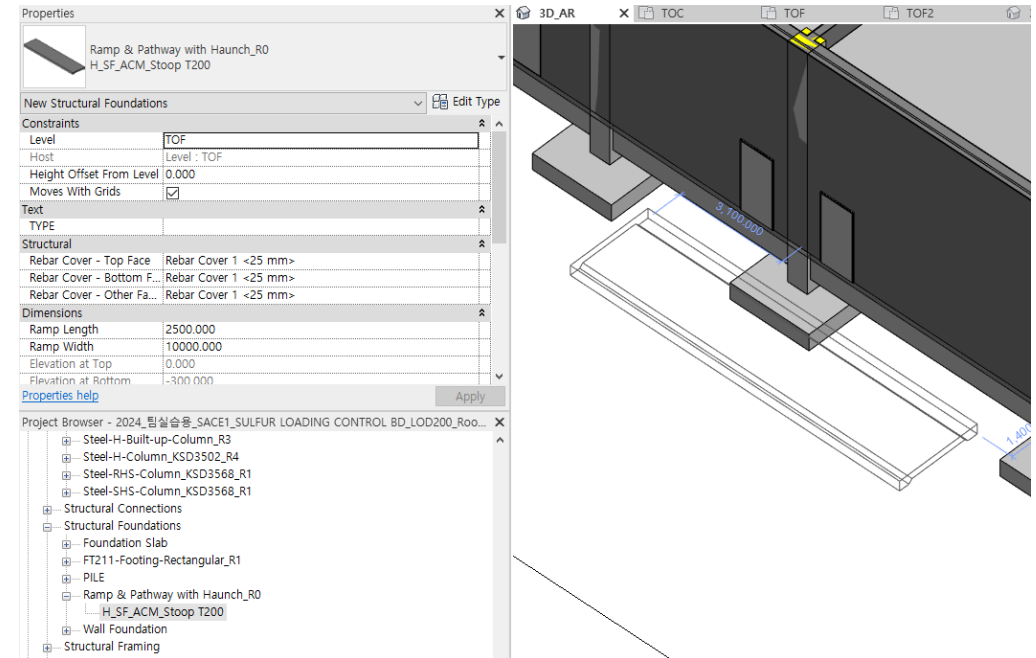 Properties
Ramp & Pathway with Haunch_R0
H_SF_ACM_Stoop T200
New Structural Foundations
Edit Type
Constraints
Level TOF
Host Level : TOF
Height Offset From Level 0.000
Moves With Grids
Text
TYPE
Structural
Rebar Cover - Top Face Rebar Cover 1 <25 mm>
Rebar Cover - Bottom F... Rebar Cover 1 <25 mm>
Rebar Cover - Other Fa... Rebar Cover 1 <25 mm>
Dimensions
Ramp Length 2500.000
Ramp Width 10000.000
Elevation at Top 0.000
Elevation at Bottom -300.000
Properties help
Apply
Project Browser - 2024_팀실습용_SACE1_SULFUR LOADING CONTROL BD_LOD200_Roo...
Steel-H-Built-up-Column_R3
Steel-H-Column_KSD3502_R4
Steel-RHS-Column_KSD3568_R1
Steel-SHS-Column_KSD3568_R1
Structural Connections
Structural Foundations
Foundation Slab
FT211-Footing-Rectangular_R1
PILE
Ramp & Pathway with Haunch_R0
H_SF_ACM_Stoop T200
Wall Foundation
Structural Framing
3D_AR
TOC
TOF
TOF2
3,100.000
1,400